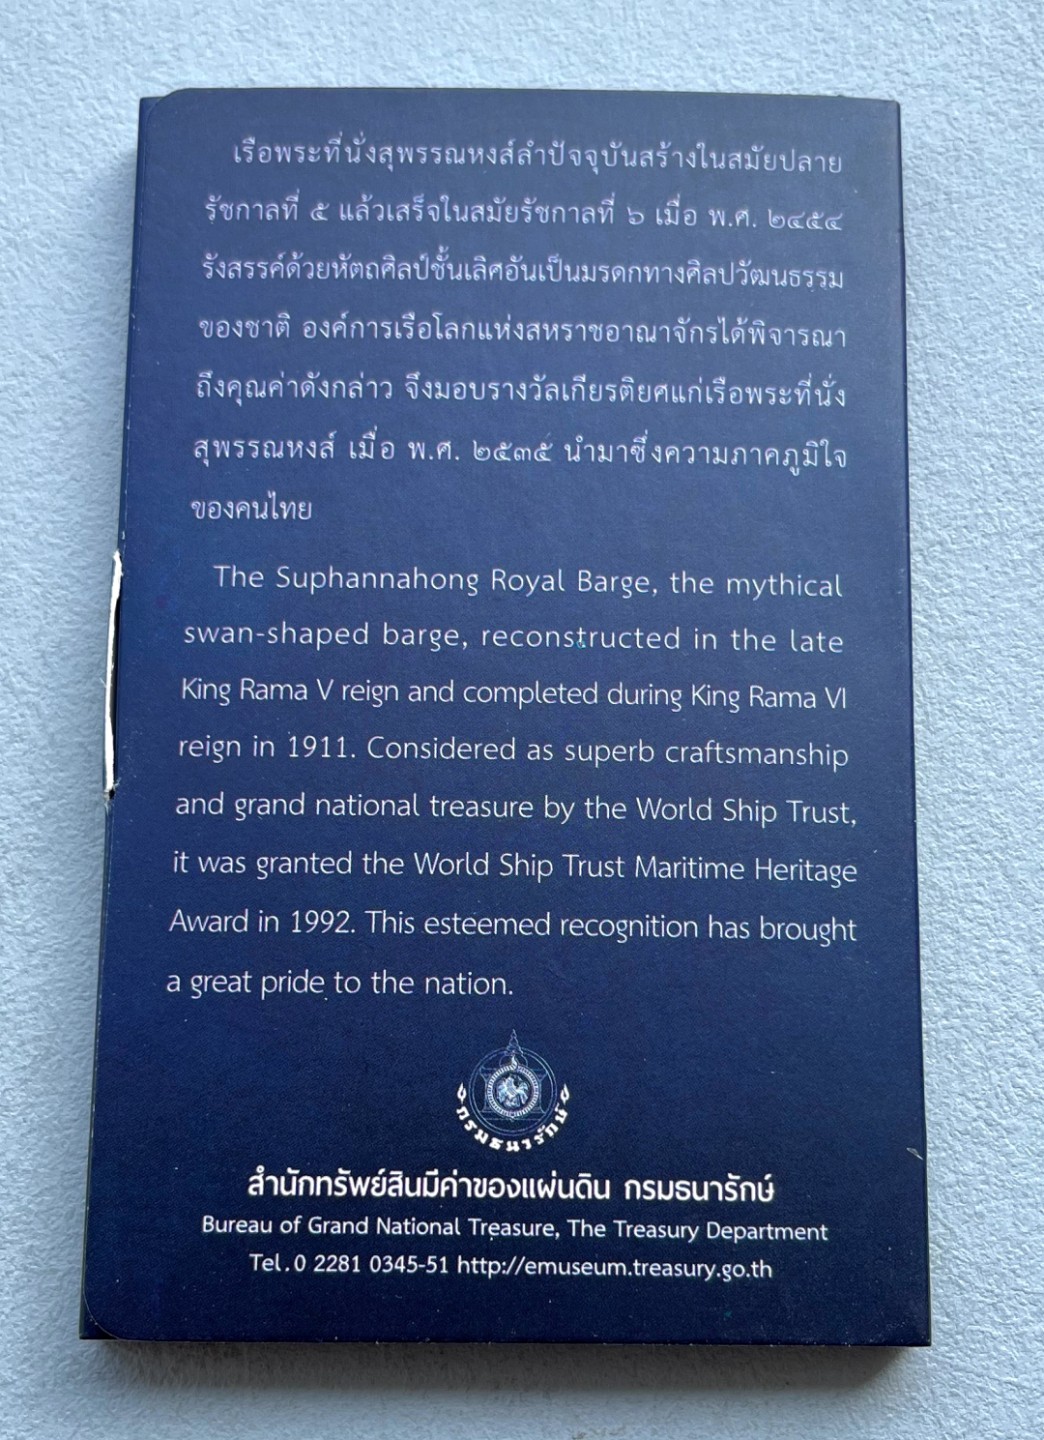 เรือพระที่นั่งสุพรรณหงส์ลำปัจจุบันสร้างในสมัยปลาย
รัชกาลที่ ๕ แล้วเสร็จในสมัยรัชกาลที่ ๖ เมื่อ พ.ศ. ๒๔๕๔
รังสรรค์ด้วยหัตถศิลป์ชั้นเลิศอันเป็นมรดกทางศิลปวัฒนธรรม
ของชาติ องค์การเรือโลกแห่งสหราชอาณาจักรได้พิจารณา
ถึงคุณค่าดังกล่าว จึงมอบรางวัลเกียรติยศแก่เรือพระที่นั่ง
สุพรรณหงส์ เมื่อ พ.ศ. ๒๕๓๕ นำมาซึ่งความภาคภูมิใจ
ของคนไทย
The Suphannahong Royal Barge, the mythical
swan-shaped barge, reconstructed in the late
King Rama V reign and completed during King Rama VI
reign in 1911. Considered as superb craftsmanship
and grand national treasure by the World Ship Trust,
it was granted the World Ship Trust Maritime Heritage
Award in 1992. This esteemed recognition has brought
a great pride to the nation.
กรมธนารักษ์
สำนักทรัพย์สินมีค่าของแผ่นดิน กรมธนารักษ์
Bureau of Grand National Treasure, The Treasury Department
Tel. 0 2281 0345-51 http://emuseum.treasury.go.th